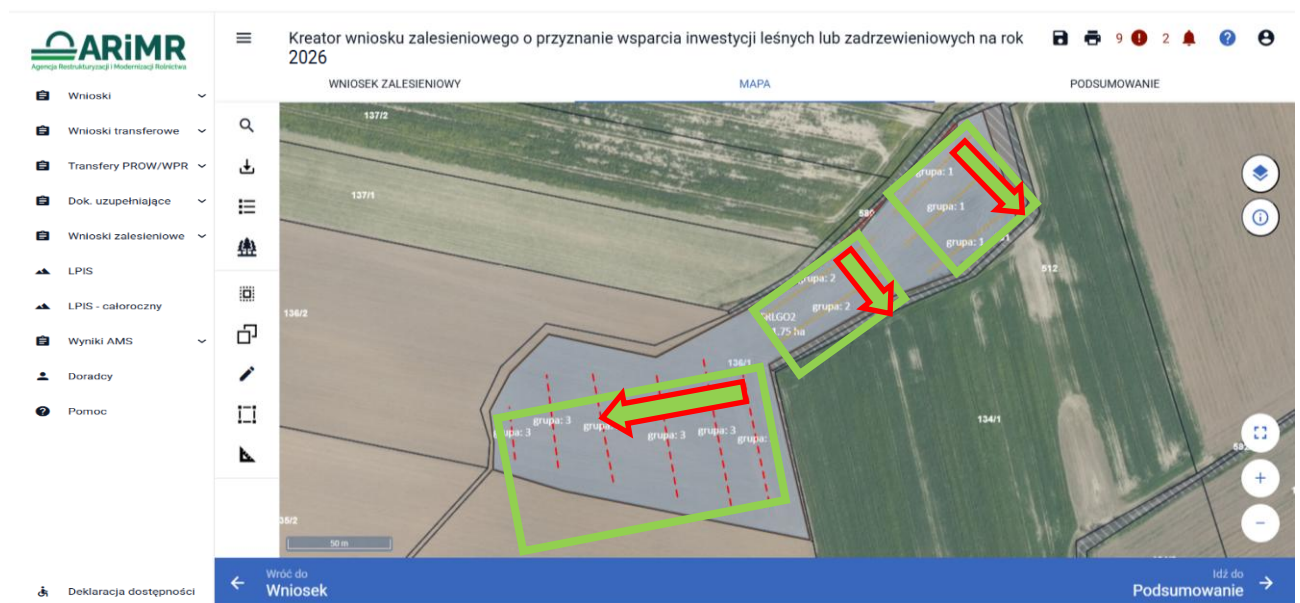 ARiMR
Agencja Restrukturyzacji i Modernizacji Rolnictwa
Wnioski
Wnioski transferowe
Transfery PROW/WPR
Dok. uzupełniające
Wnioski zalesieniowe
LPIS
LPIS - całoroczny
Wyniki AMS
Doradcy
Pomoc
Deklaracja dostępności
Kreator wniosku zalesieniowego o przyznanie wsparcia inwestycji leśnych lub zadrzewieniowych na rok
2026
9
2
WNIOSEK ZALESIENIOWY
MAPA
PODSUMOWANIE
137/2
137/1
grupa: 1
grupa: 1
grupa: 1
512
grupa: 2
grupa: 2
1.75 ha
136/2
136/1
134/1
grupa: 3
grupa: 3
grupa: 3
grupa:
50 m
Wróć do
Wniosek
Idź do
Podsumowanie